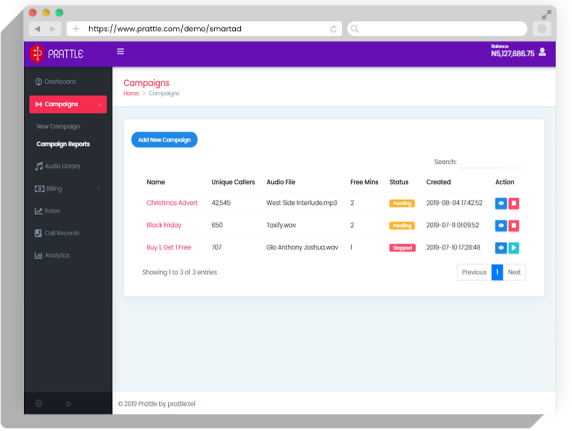 https://www.prattle.com/demo/smartad
PRATTLE
Balance
₦5,127,686.75
Dashboard
Campaigns
New Campaign
Campaign Reports
Audio Library
Billing
Rates
Call Records
Analytics
Campaigns
Home > Campaigns
Add New Campaign
Search:
Name Unique Callers Audio File Free Mins Status Created Action
Christmas Advert 42,545 West Side Interlude.mp3 2 Pending 2019-08-04 17:42:52
Black Friday 650 Taxify.wav 2 Pending 2019-07-11 01:09:52
Buy 1, Get 1 Free 707 Glo Anthony Joshua.wav 1 Stopped 2019-07-10 17:28:48
Showing 1 to 3 of 3 entries
Previous 1 Next
© 2019 Prattle by prattle.tel